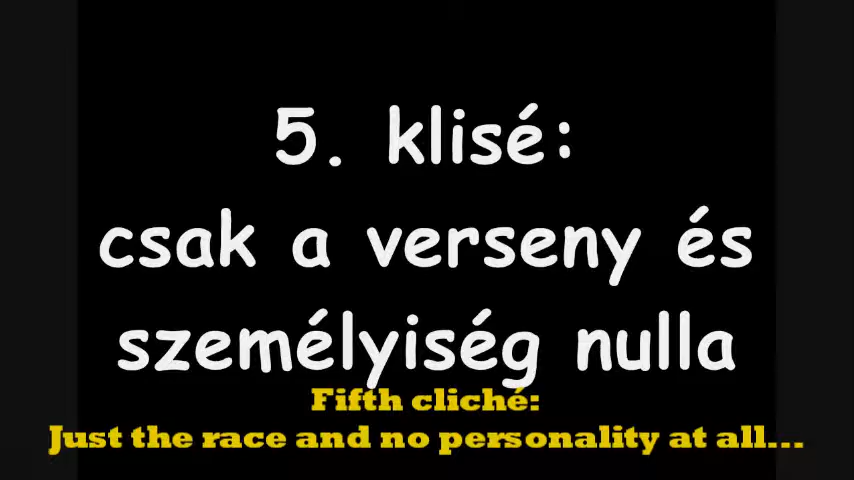 5. klisé:
csak a verseny és
személyiség nulla
Fifth cliché:
Just the race and no personality at all...